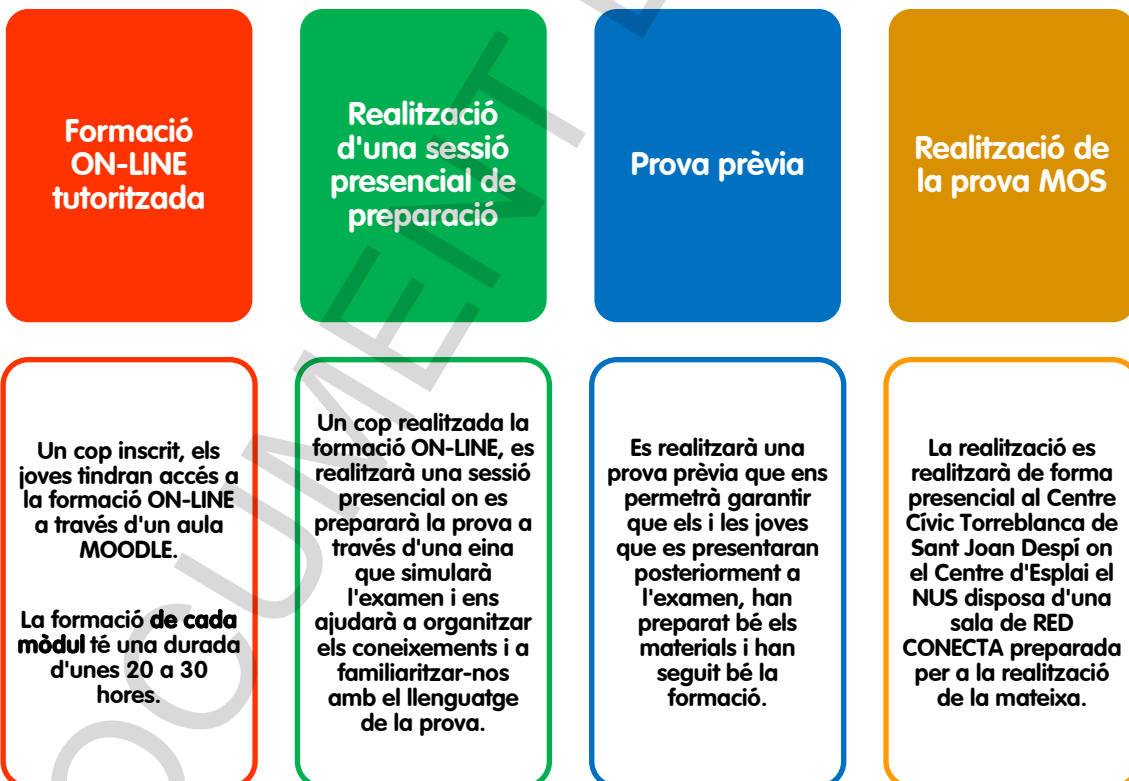 Formació
ON-LINE
tutoritzada
Realització
d'una sessió
presencial de
preparació
Prova prèvia
Realització de
la prova MOS
Un cop inscrit, els
joves tindran accés a
la formació ON-LINE
a través d'un aula
MOODLE.
La formació de cada
mòdul té una durada
d'unes 20 a 30
hores.
Un cop realitzada la
formació ON-LINE, es
realitzarà una sessió
presencial on es
prepararà la prova a
través d'una eina
que simularà
l'examen i ens
ajudarà a organitzar
els coneixements i a
familiaritzar-nos
amb el llenguatge
de la prova.
Es realitzarà una
prova prèvia que ens
permetrà garantir
que els i les joves
que es presentaran
posteriorment a
l'examen, han
preparat bé els
materials i han
seguit bé la
formació.
La realització es
realitzarà de forma
presencial al Centre
Cívic Torreblanca de
Sant Joan Despí on
el Centre d'Esplai el
NUS disposa d'una
sala de RED
CONECTA preparada
per a la realització
de la mateixa.